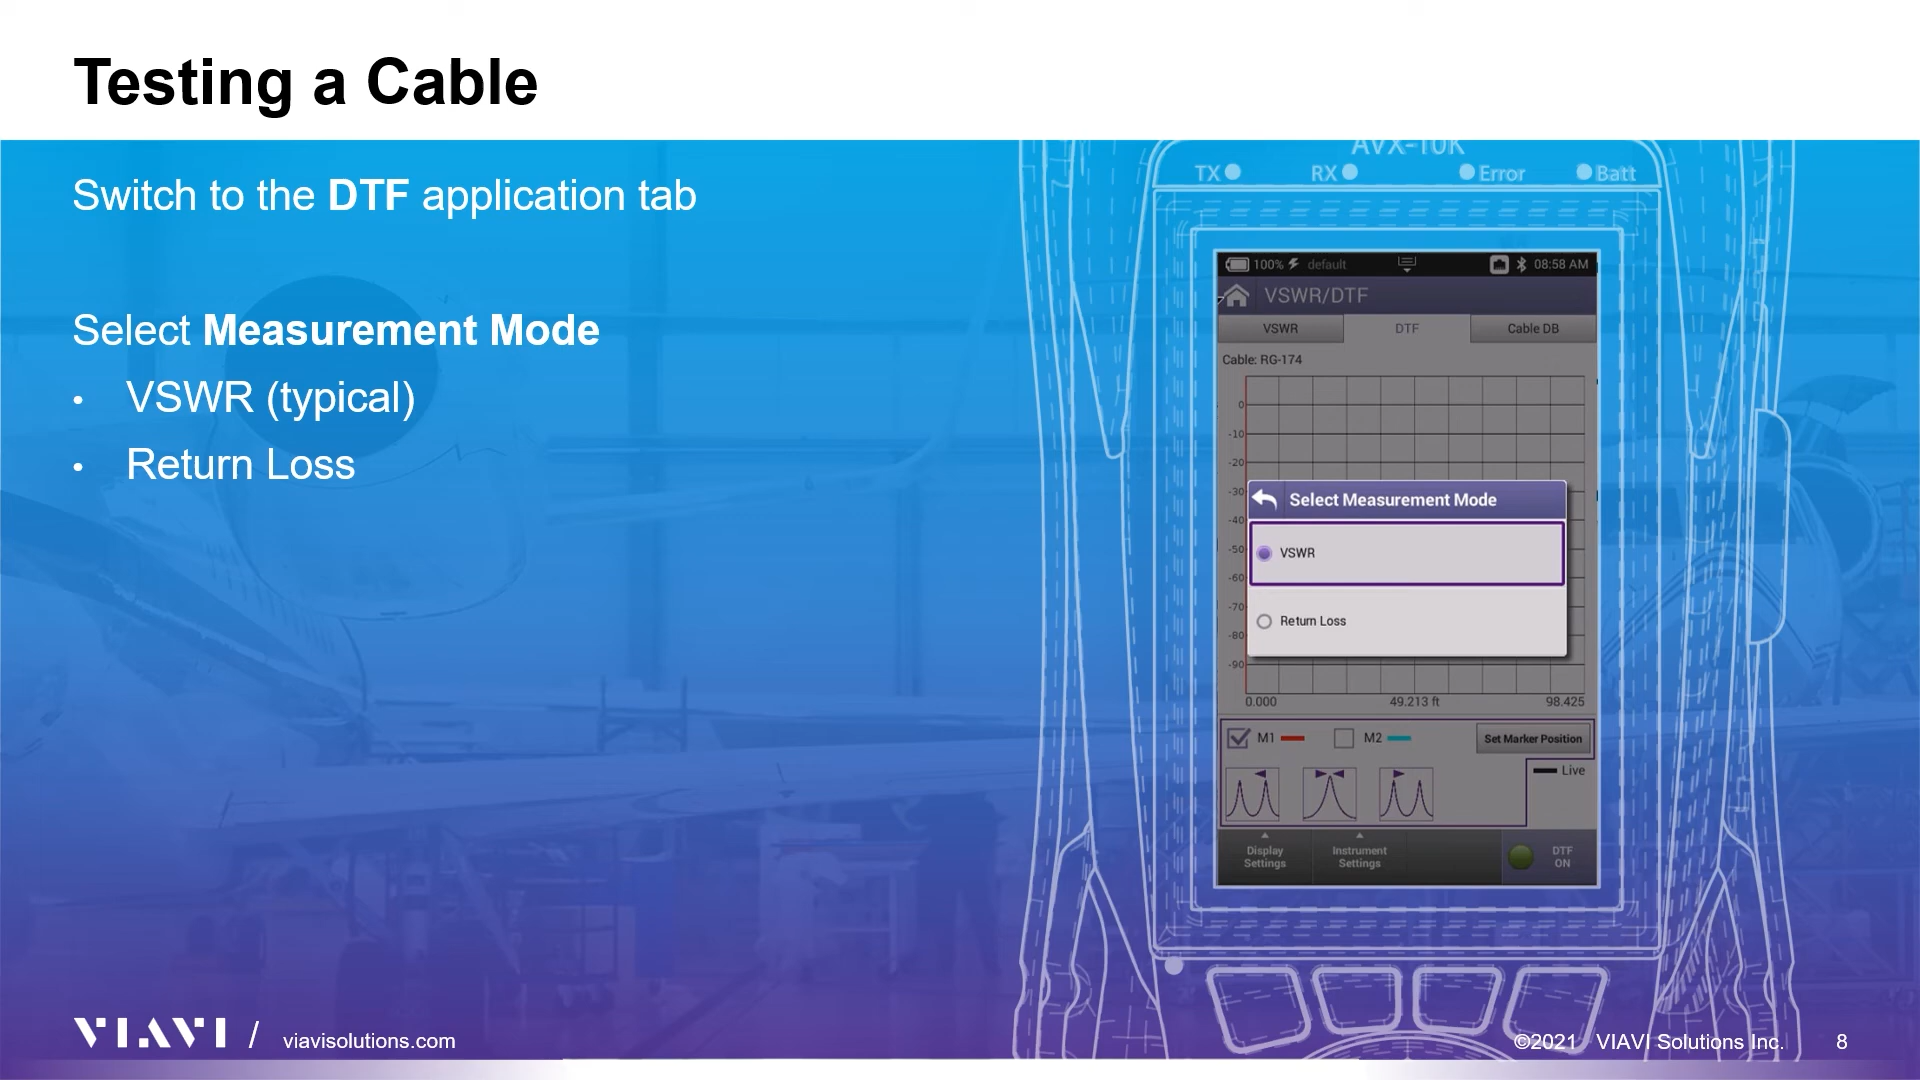 Testing a Cable
Switch to the DTF application tab
Select Measurement Mode
• VSWR (typical)
• Return Loss
AVX-10K
TX RX Error Batt
100% default 08:58 AM
VSWR/DTF
VSWR DTF Cable DB
Cable: RG-174
0
-10
-20
-30
-40
-50
-60
-70
-80
-90
Select Measurement Mode
VSWR
Return Loss
0.000 49.213 ft 98.425
M1 M2 Set Marker Position
Live
Display Settings
Instrument Settings
DTF ON
VIAVI / viavisolutions.com
©2021 VIAVI Solutions Inc. 8